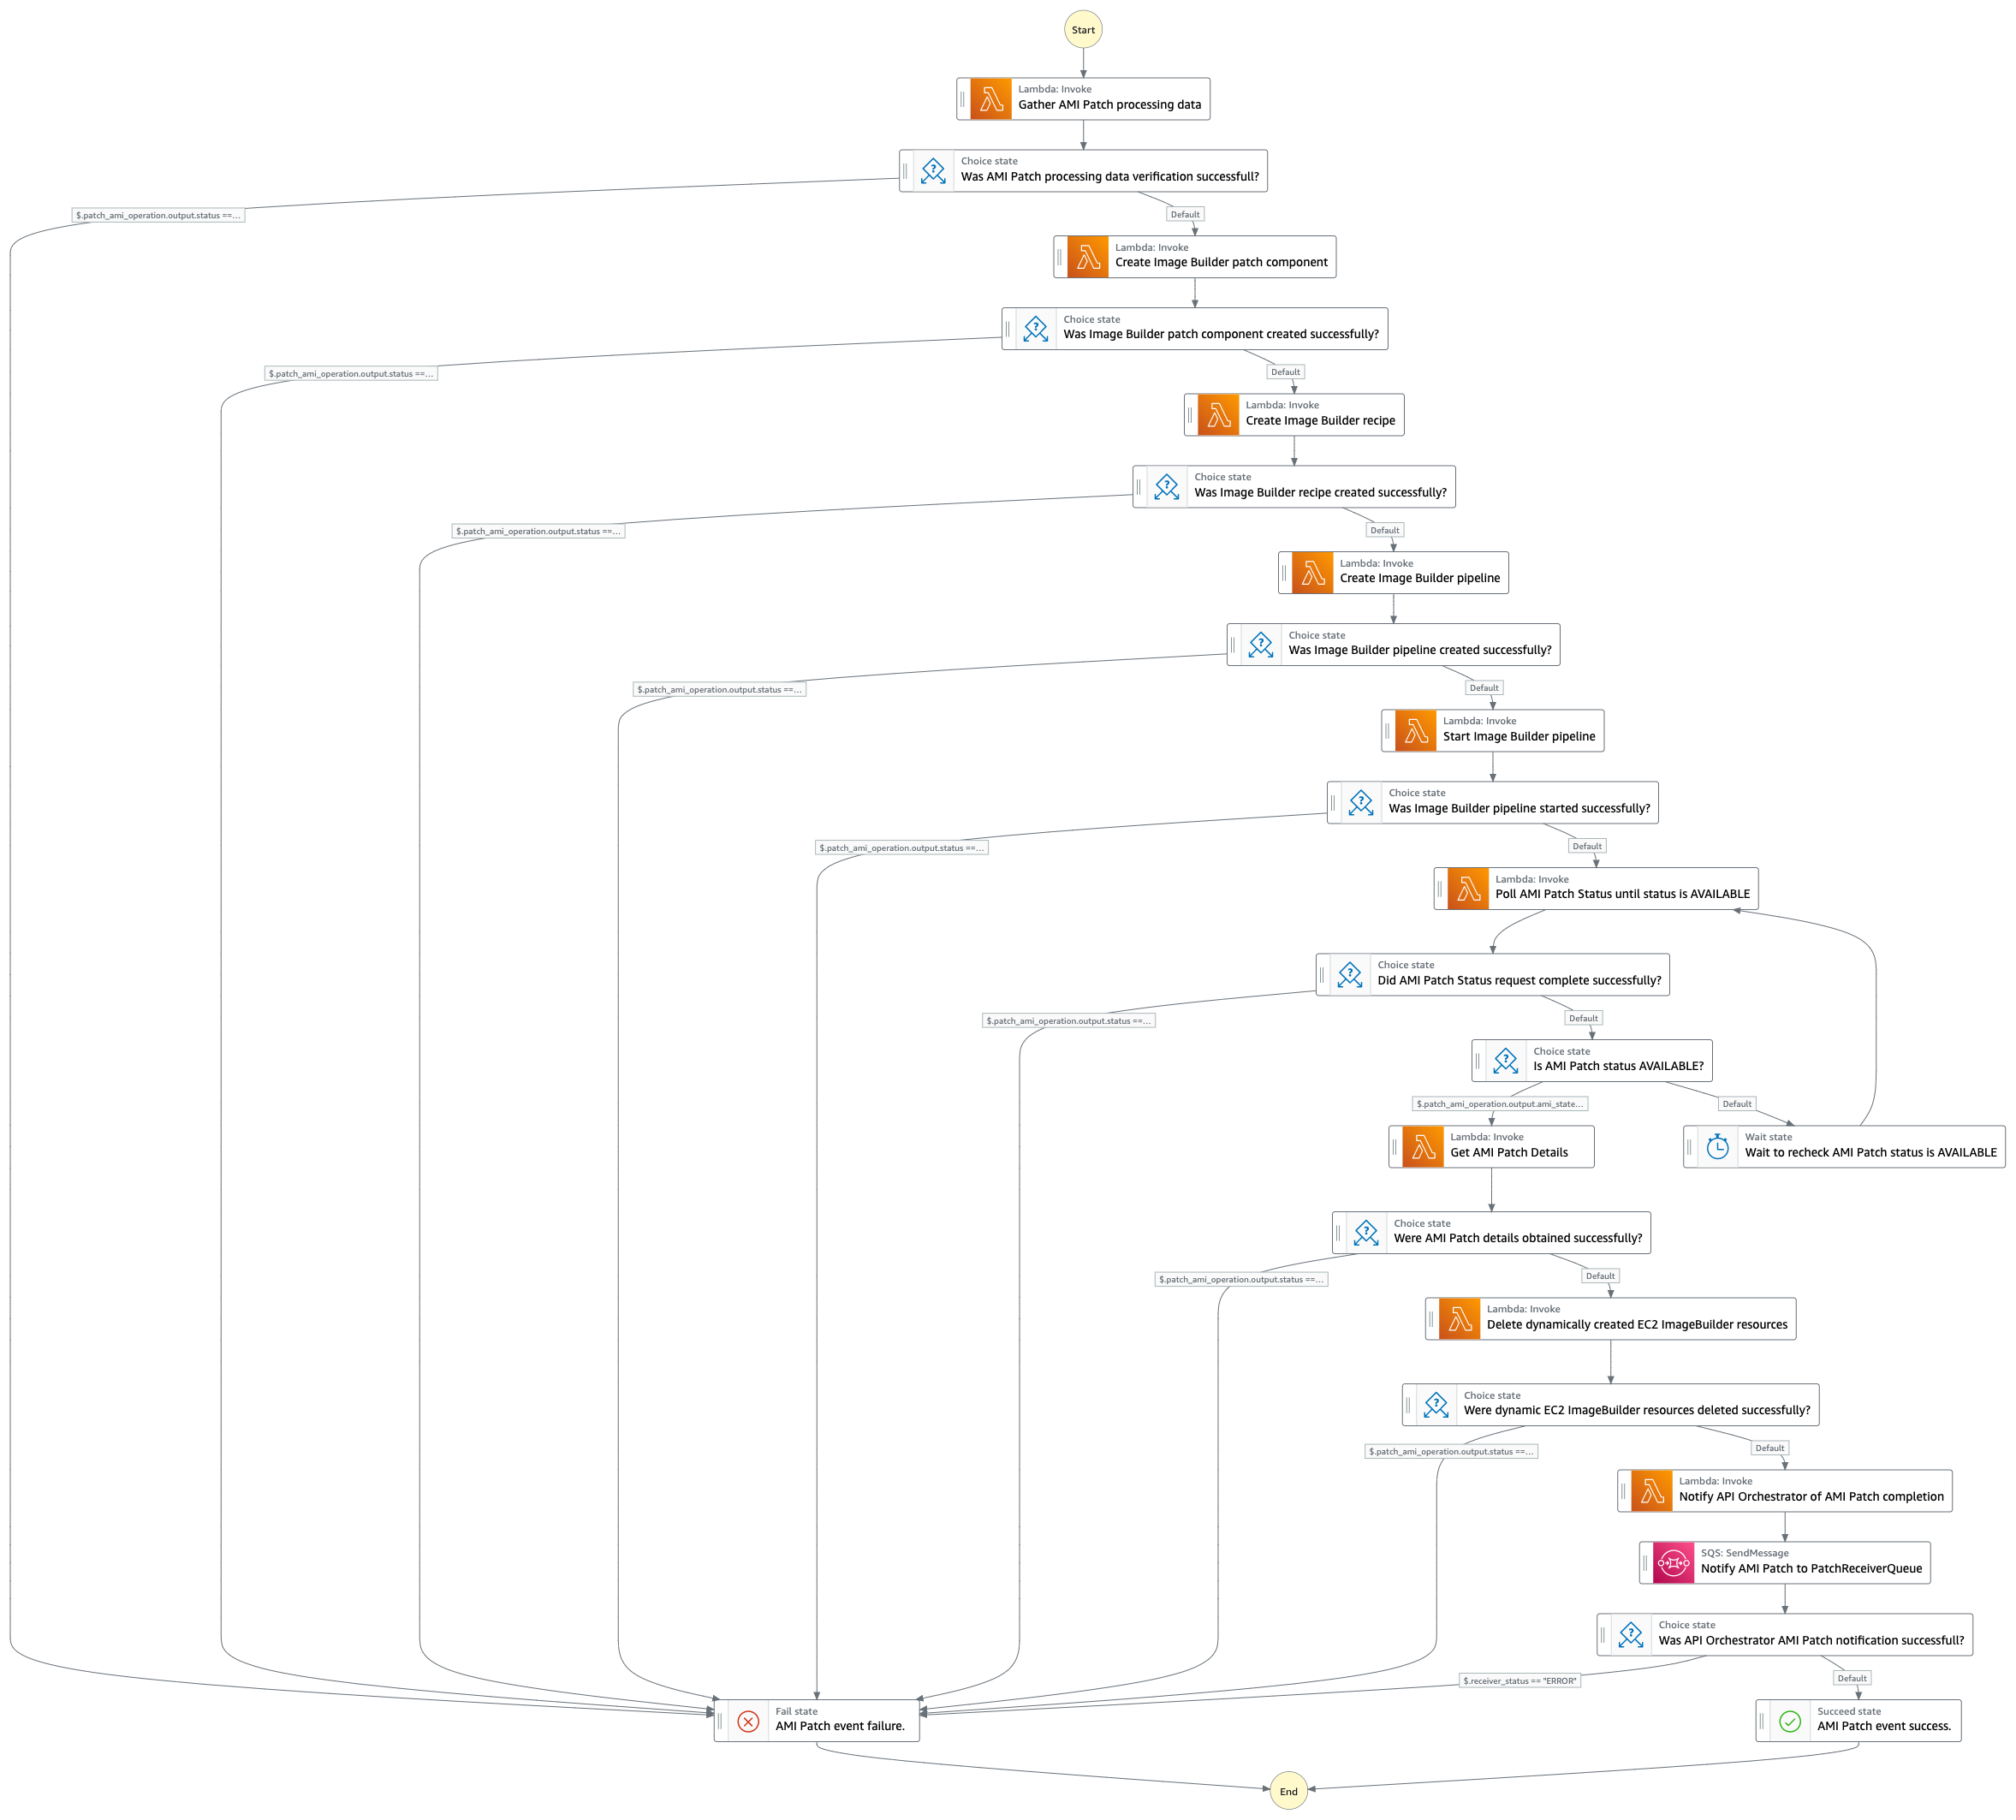 Start
Lambda: Invoke
Gather AMI Patch processing data
Choice state
Was AMI Patch processing data verification successfull?
$.patch_ami_operation.output.status ==...
Default
Lambda: Invoke
Create Image Builder patch component
Choice state
Was Image Builder patch component created successfully?
$.patch_ami_operation.output.status ==...
Default
Lambda: Invoke
Create Image Builder recipe
Choice state
Was Image Builder recipe created successfully?
$.patch_ami_operation.output.status ==...
Default
Lambda: Invoke
Create Image Builder pipeline
Choice state
Was Image Builder pipeline created successfully?
$.patch_ami_operation.output.status ==...
Default
Lambda: Invoke
Start Image Builder pipeline
Choice state
Was Image Builder pipeline started successfully?
$.patch_ami_operation.output.status ==...
Default
Lambda: Invoke
Poll AMI Patch Status until status is AVAILABLE
Choice state
Did AMI Patch Status request complete successfully?
$.patch_ami_operation.output.status ==...
Default
Choice state
Is AMI Patch status AVAILABLE?
$.patch_ami_operation.output.ami_state...
Default
Lambda: Invoke
Get AMI Patch Details
Wait state
Wait to recheck AMI Patch status is AVAILABLE
Choice state
Were AMI Patch details obtained successfully?
$.patch_ami_operation.output.status ==...
Default
Lambda: Invoke
Delete dynamically created EC2 ImageBuilder resources
Choice state
Were dynamic EC2 ImageBuilder resources deleted successfully?
$.patch_ami_operation.output.status ==...
Default
Lambda: Invoke
Notify API Orchestrator of AMI Patch completion
SQS: SendMessage
Notify AMI Patch to PatchReceiverQueue
Choice state
Was API Orchestrator AMI Patch notification successfull?
$.receiver_status == "ERROR"
Default
Fail state
AMI Patch event failure.
Succeed state
AMI Patch event success.
End